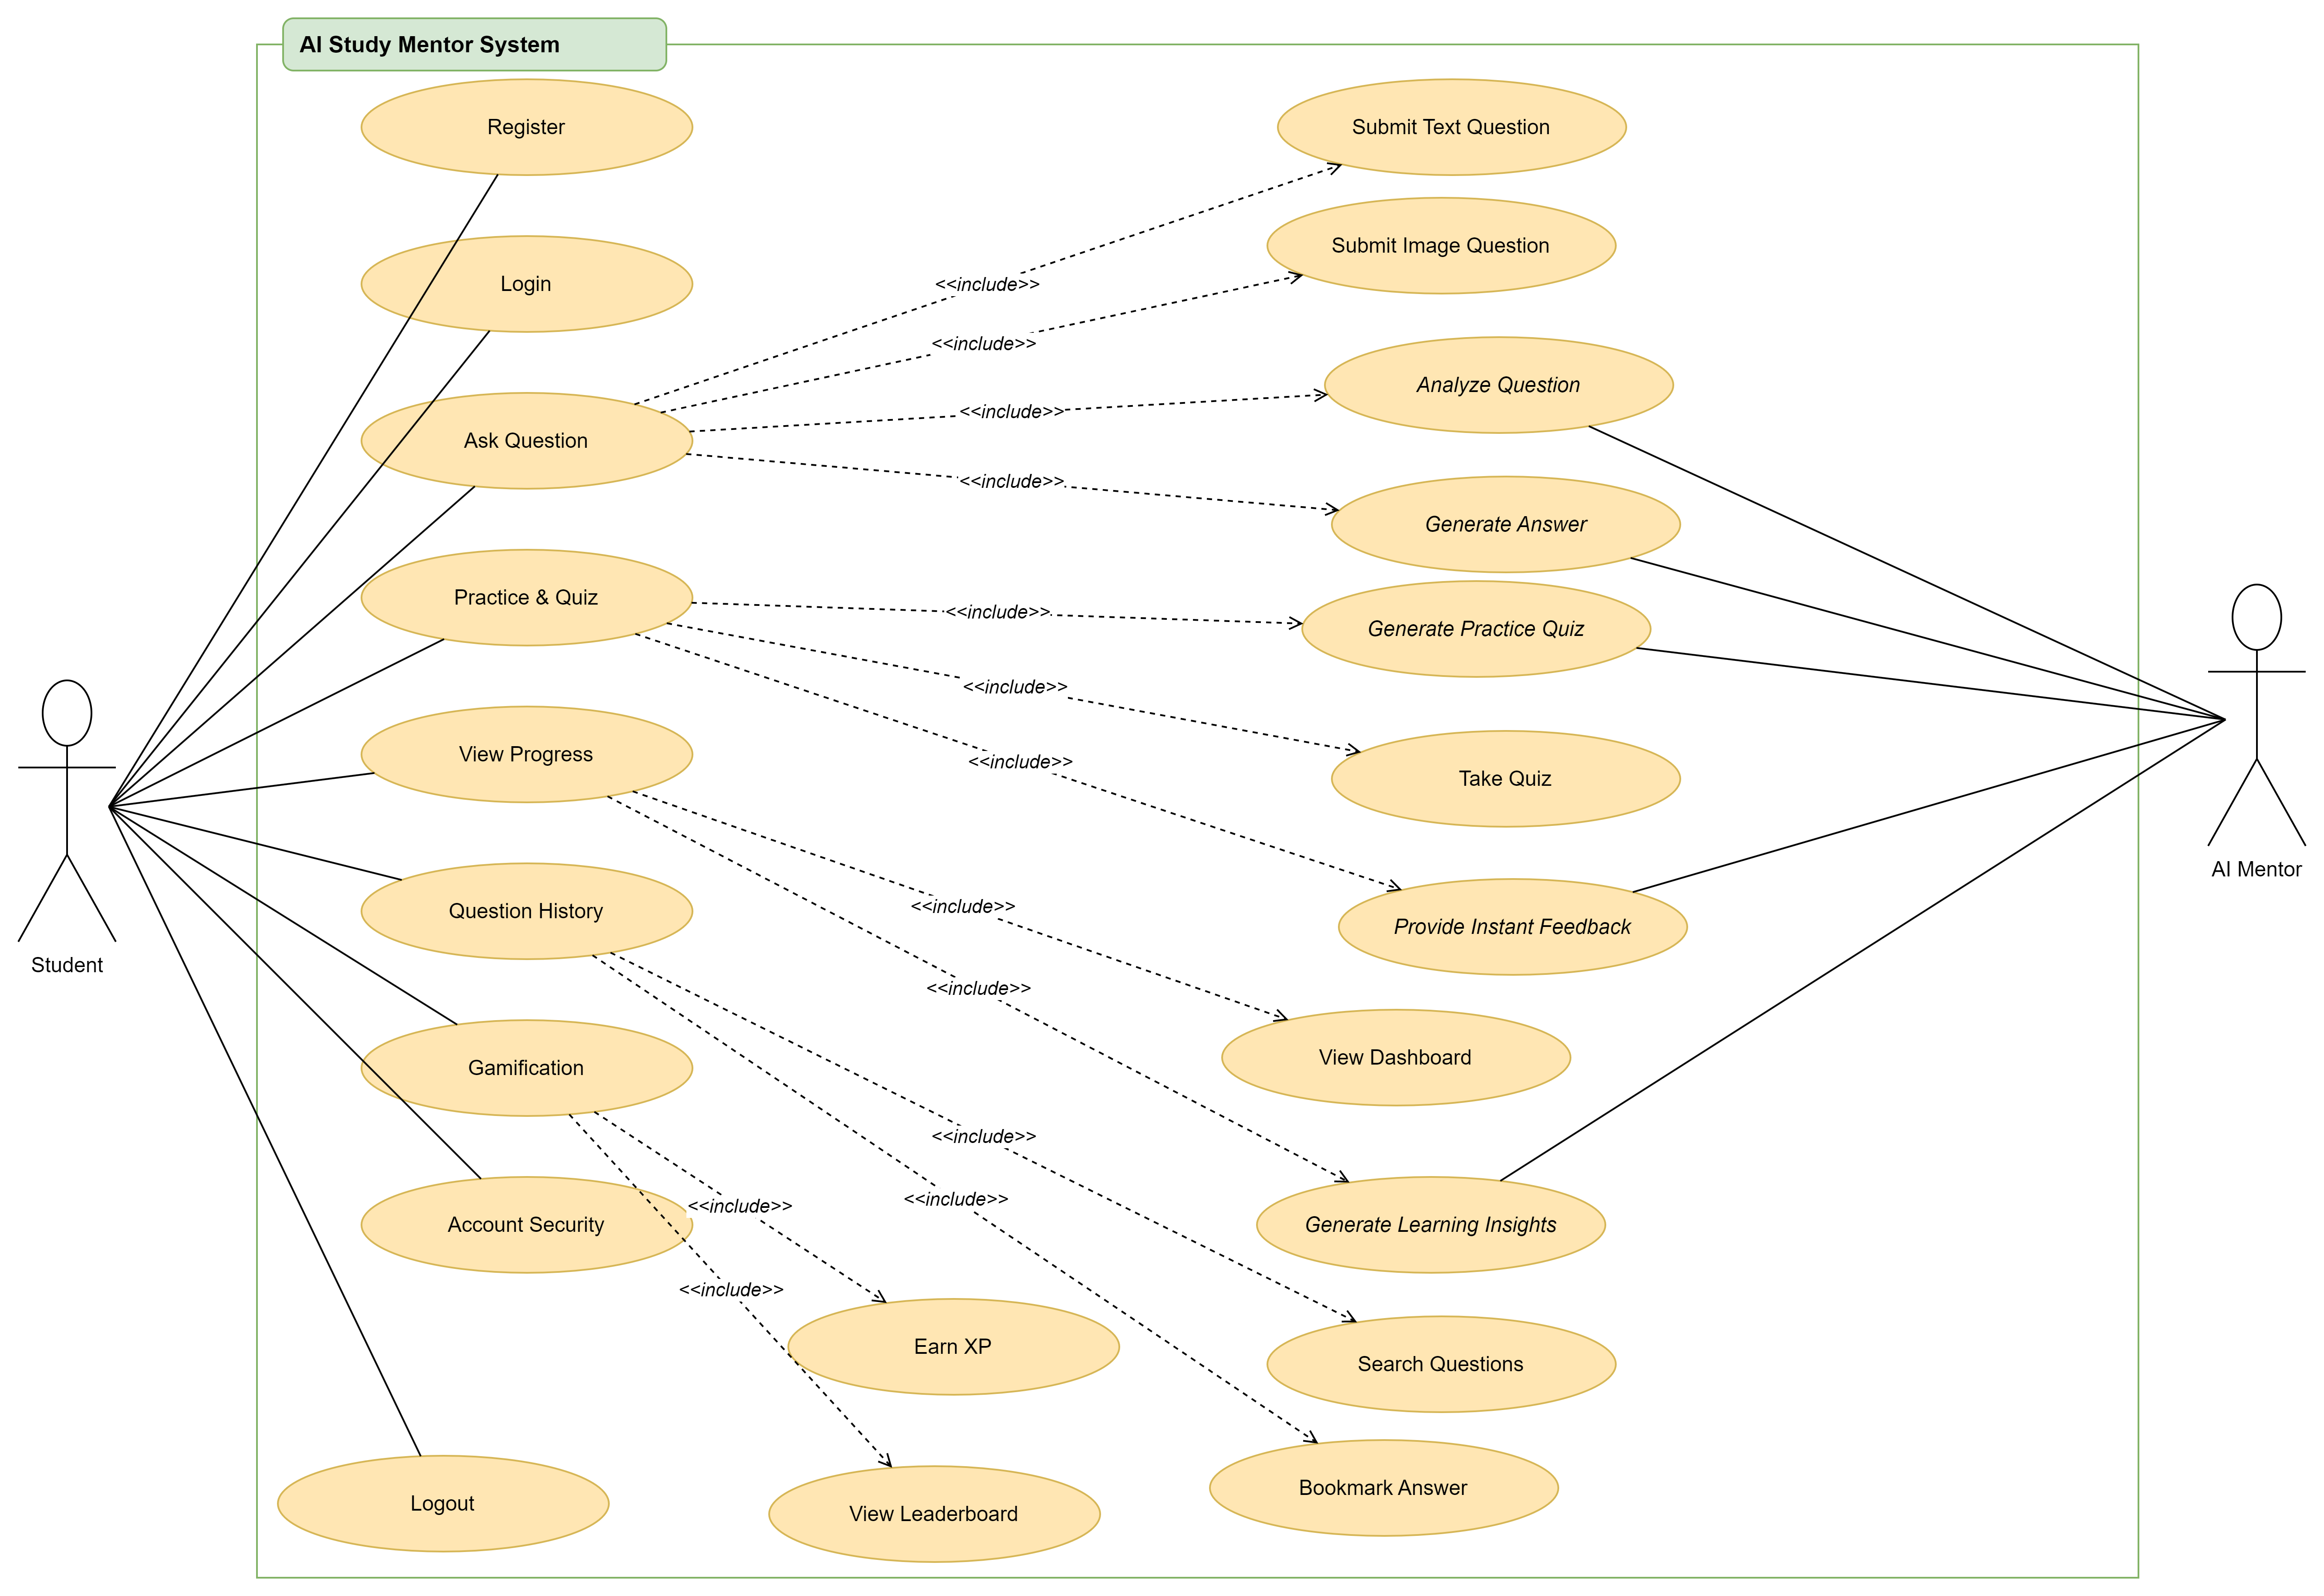 AI Study Mentor System
Register
Submit Text Question
Submit Image Question
Login
<<include>>
<<include>>
Analyze Question
<<include>>
Ask Question
<<include>>
Generate Answer
Practice & Quiz
<<include>>
Generate Practice Quiz
<<include>>
View Progress
<<include>>
Take Quiz
AI Mentor
Question History
<<include>>
Provide Instant Feedback
Student
<<include>>
View Dashboard
Gamification
<<include>>
<<include>>
<<include>>
Account Security
Generate Learning Insights
<<include>>
Earn XP
Search Questions
Bookmark Answer
Logout
View Leaderboard